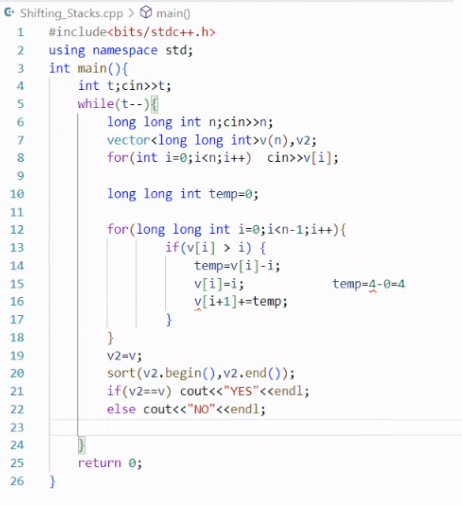 Shifting_Stacks.cpp > main()
1 #include<bits/stdc++.h>
2 using namespace std;
3 int main(){
4     int t;cin>>t;
5     while(t--){
6         long long int n;cin>>n;
7         vector<long long int>v(n),v2;
8         for(int i=0;i<n;i++)  cin>>v[i];
9
10         long long int temp=0;
11
12         for(long long int i=0;i<n-1;i++){
13                 if(v[i] > i) {
14                     temp=v[i]-i;
15                     v[i]=i;            temp=4-0=4
16                     v[i+1]+=temp;
17                 }
18         }
19         v2=v;
20         sort(v2.begin(),v2.end());
21         if(v2==v) cout<<"YES"<<endl;
22         else cout<<"NO"<<endl;
23
24     }
25     return 0;
26 }